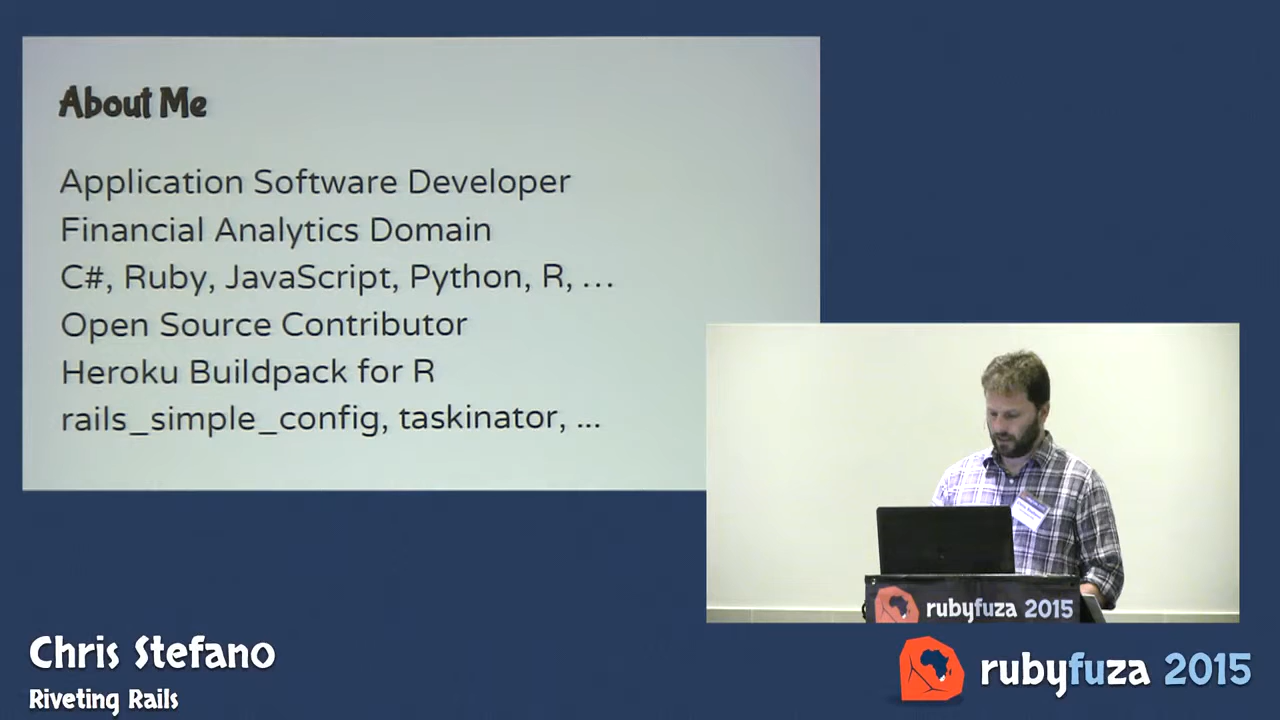 About Me
Application Software Developer
Financial Analytics Domain
C#, Ruby, JavaScript, Python, R, …
Open Source Contributor
Heroku Buildpack for R
rails_simple_config, taskinator, ...
rubyfuza 2015
Chris Stefano
Riveting Rails
rubyfuza 2015